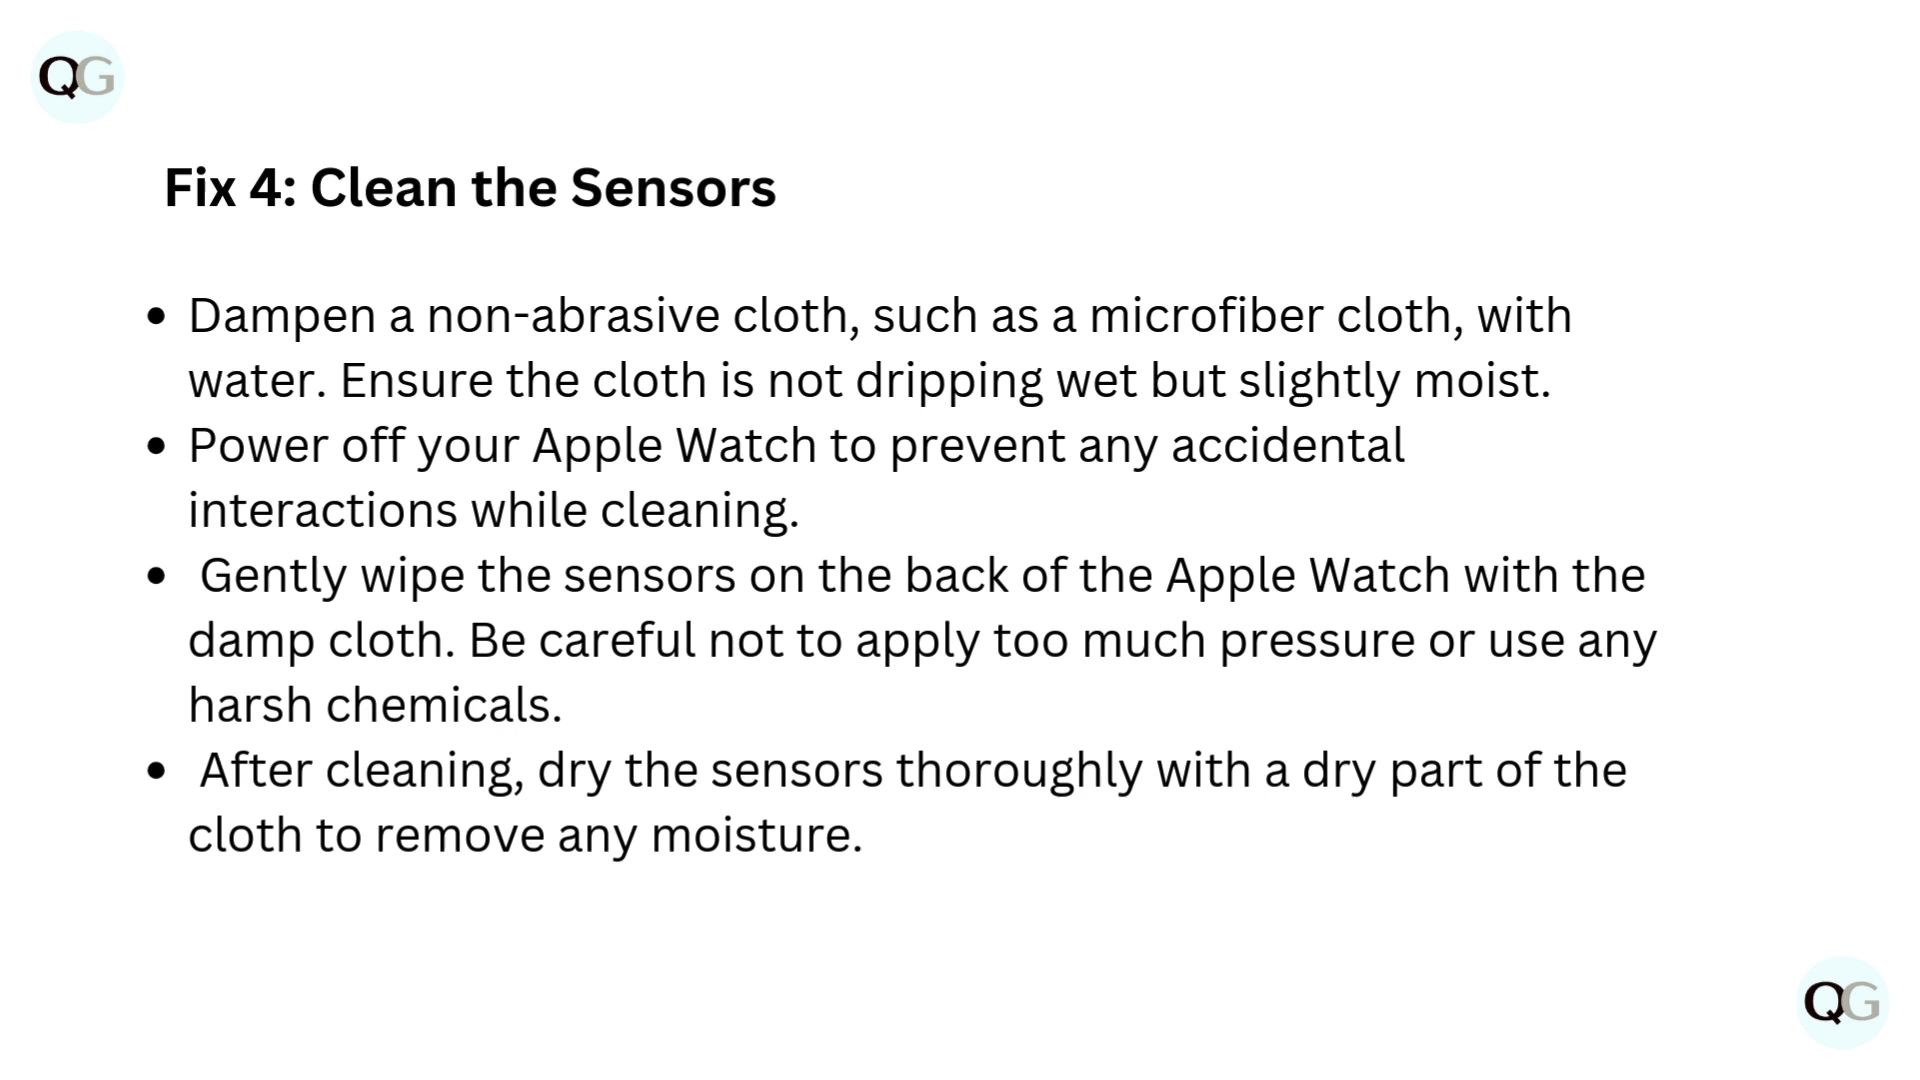 QG
Fix 4: Clean the Sensors
• Dampen a non-abrasive cloth, such as a microfiber cloth, with
water. Ensure the cloth is not dripping wet but slightly moist.
• Power off your Apple Watch to prevent any accidental
interactions while cleaning.
• Gently wipe the sensors on the back of the Apple Watch with the
damp cloth. Be careful not to apply too much pressure or use any
harsh chemicals.
• After cleaning, dry the sensors thoroughly with a dry part of the
cloth to remove any moisture.
QG